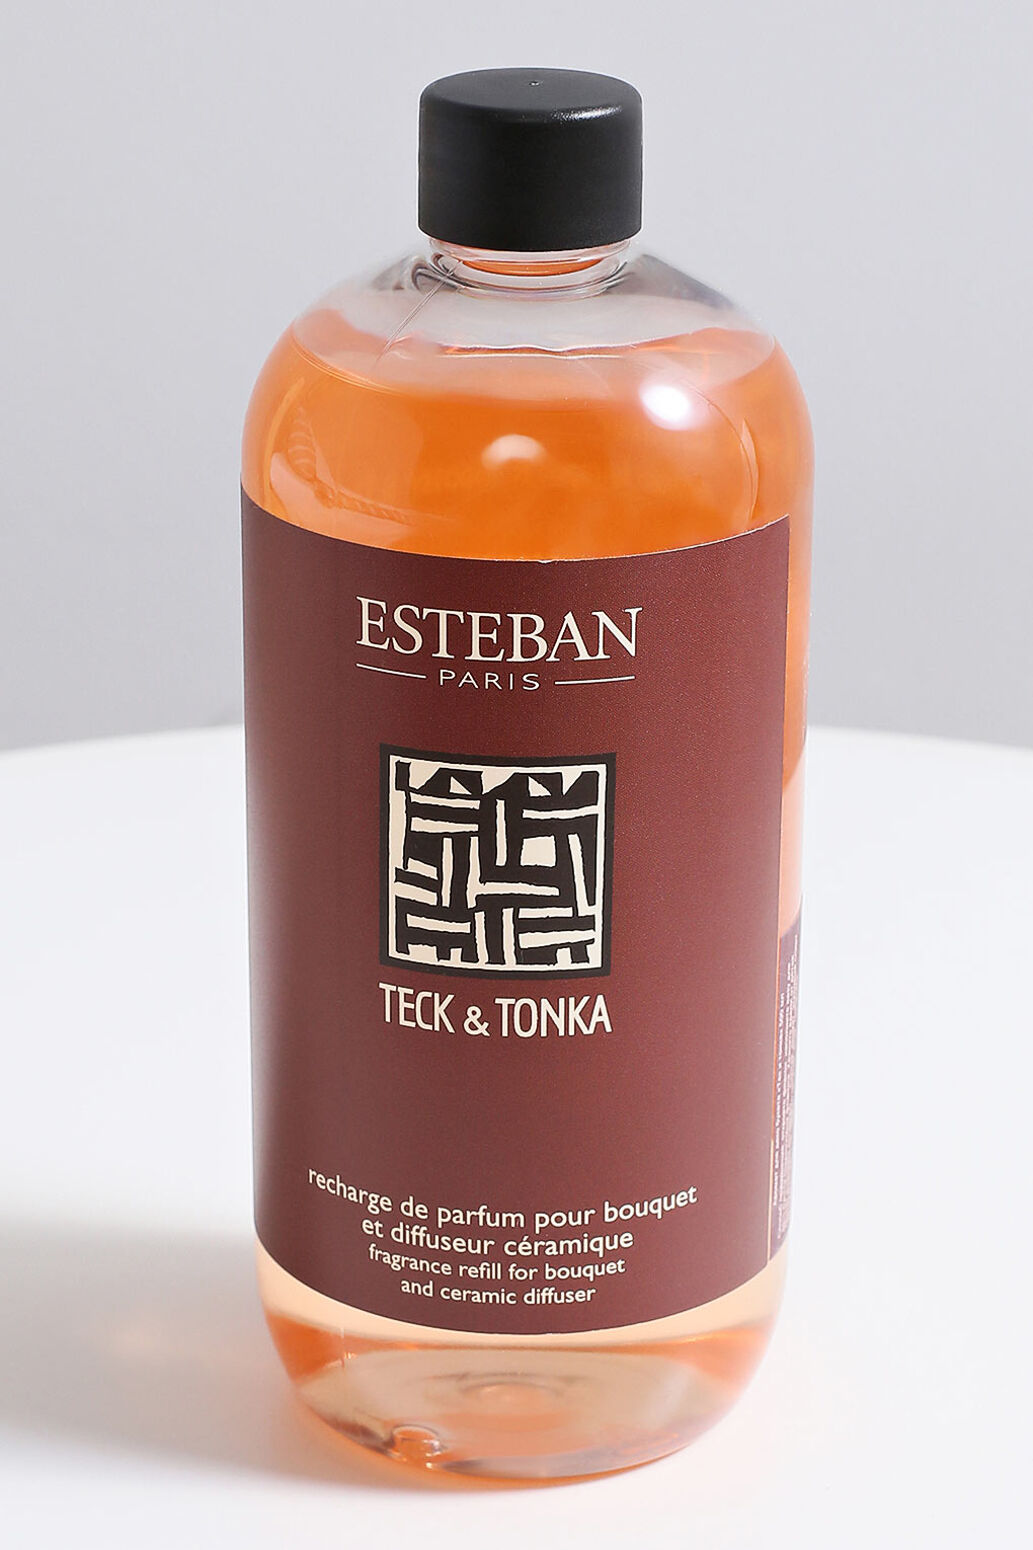 ESTEBAN
PARIS
TECK & TONKA
recharge de parfum pour bouquet
et diffuseur céramique
fragrance refill for bouquet
and ceramic diffuser